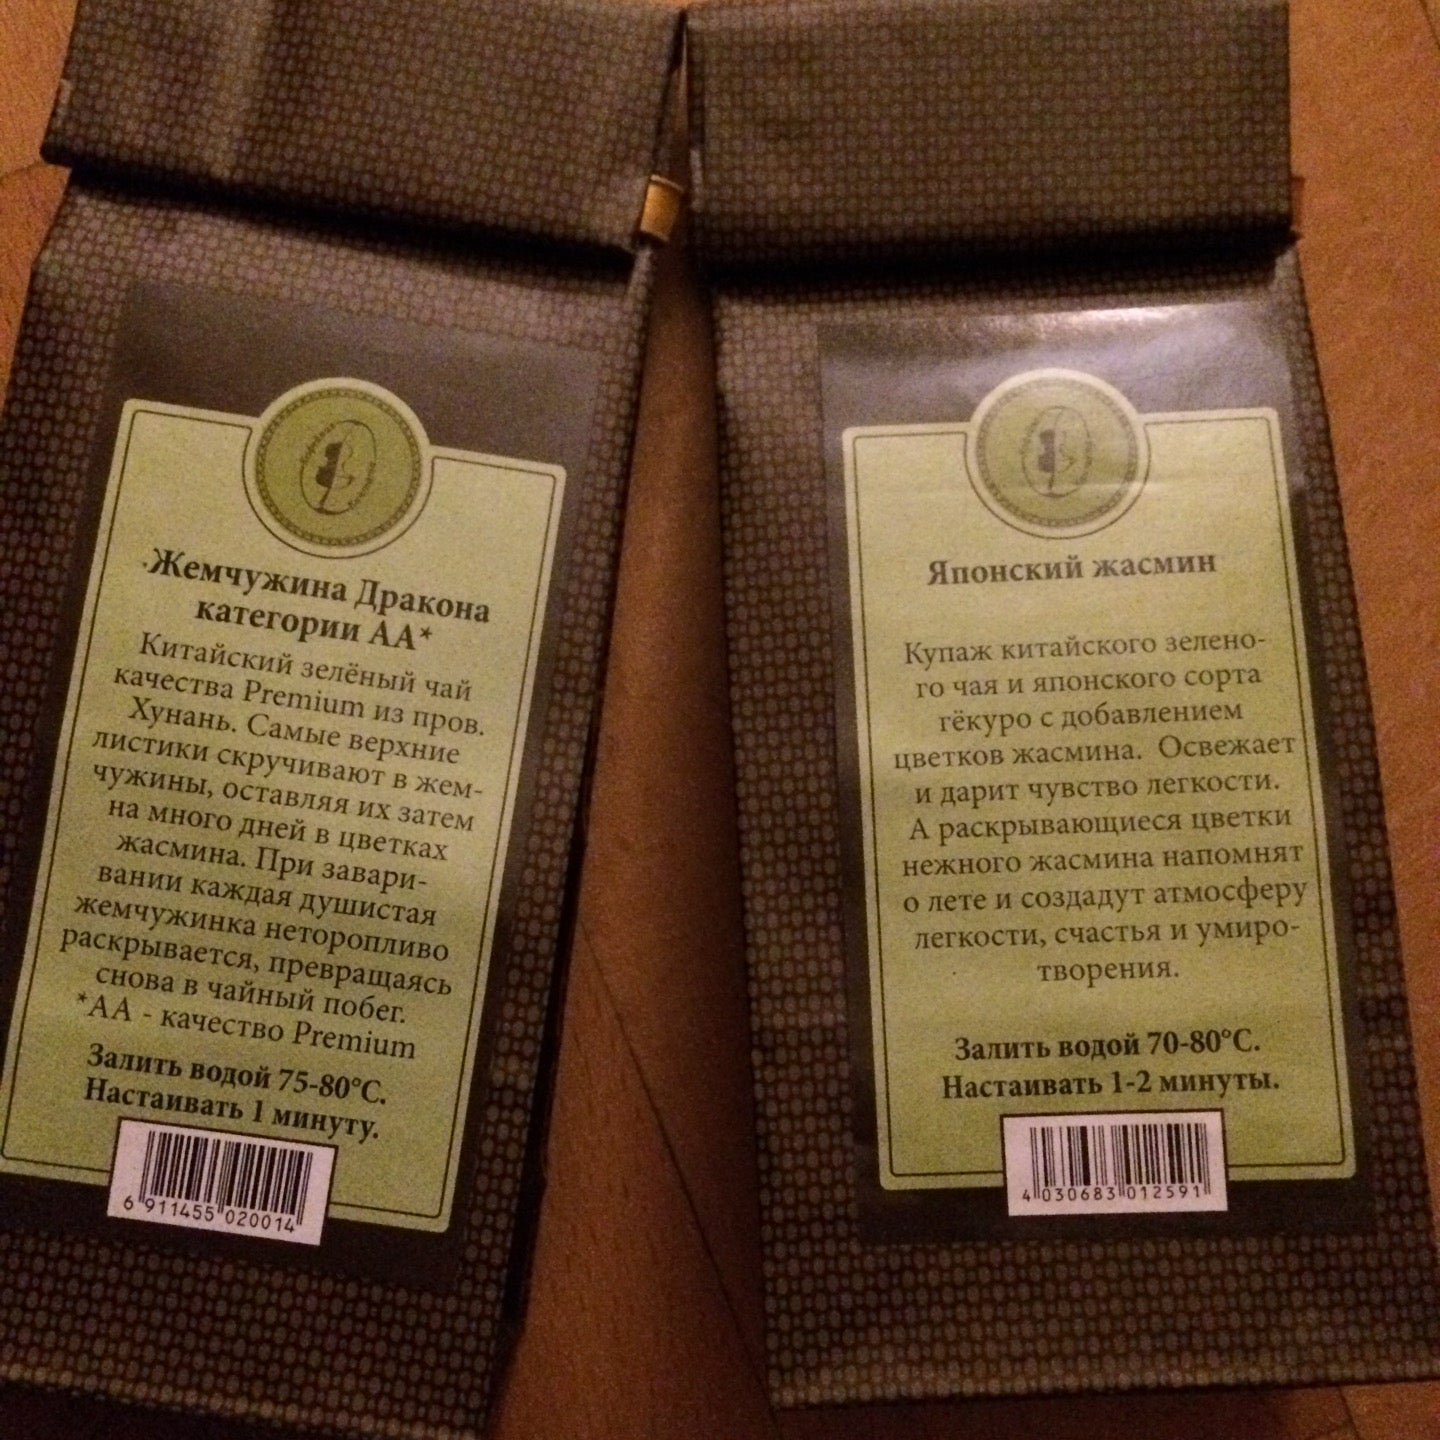 Жемчужина Дракона
категории АА*
Китайский зелёный чай
качества Premium из пров.
Хунань. Самые верхние
листики скручивают в жем-
чужины, оставляя их затем
на много дней в цветках
жасмина. При завари-
вании каждая душистая
жемчужинка неторопливо
раскрывается, превращаясь
снова в чайный побег.
*АА - качество Premium
Залить водой 75-80°С.
Настаивать 1 минуту.
6 911455 020014
Японский жасмин
Купаж китайского зелено-
го чая и японского сорта
гёкуро с добавлением
цветков жасмина. Освежает
и дарит чувство легкости.
А раскрывающиеся цветки
нежного жасмина напомнят
о лете и создадут атмосферу
легкости, счастья и умиро-
творения.
Залить водой 70-80°С.
Настаивать 1-2 минуты.
4 030683 012591